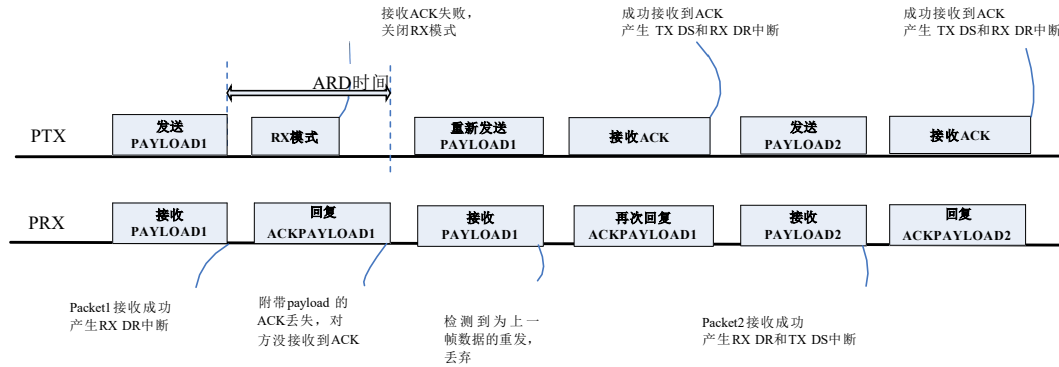 接收ACK失败，
关闭RX模式
成功接收到ACK
产生 TX DS和RX DR中断
成功接收到ACK
产生 TX DS和RX DR中断
ARD时间
PTX
发送
PAYLOAD1
RX模式
重新发送
PAYLOAD1
接收ACK
发送
PAYLOAD2
接收ACK
PRX
接收
PAYLOAD1
回复
ACKPAYLOAD1
接收
PAYLOAD1
再次回复
ACKPAYLOAD1
接收
PAYLOAD2
回复
ACKPAYLOAD2
Packet1接收成功
产生RX DR中断
附带payload 的
ACK丢失，对
方没接收到ACK
检测到为上一
帧数据的重发，
丢弃
Packet2接收成功
产生RX DR和TX DS中断